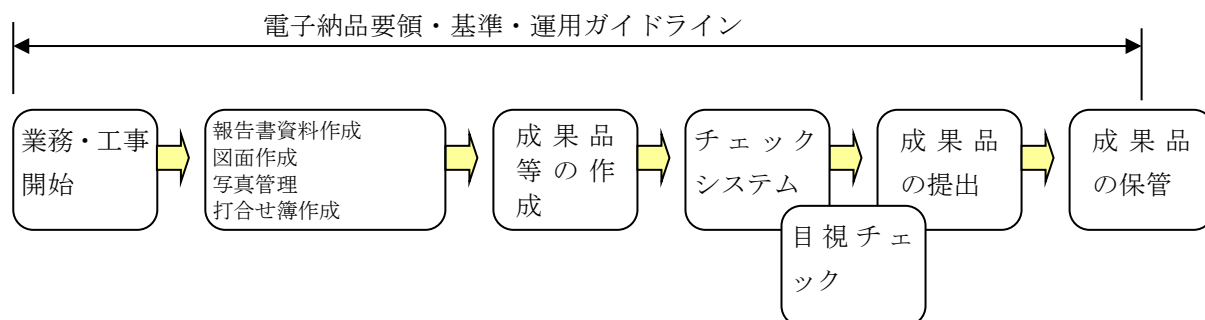 電子納品要領・基準・運用ガイドライン
業務・工事
開始
報告書資料作成
図面作成
写真管理
打合せ簿作成
成果品
等の作
成
チェック
システム
目視チェ
ック
成果品
の提出
成果品
の保管